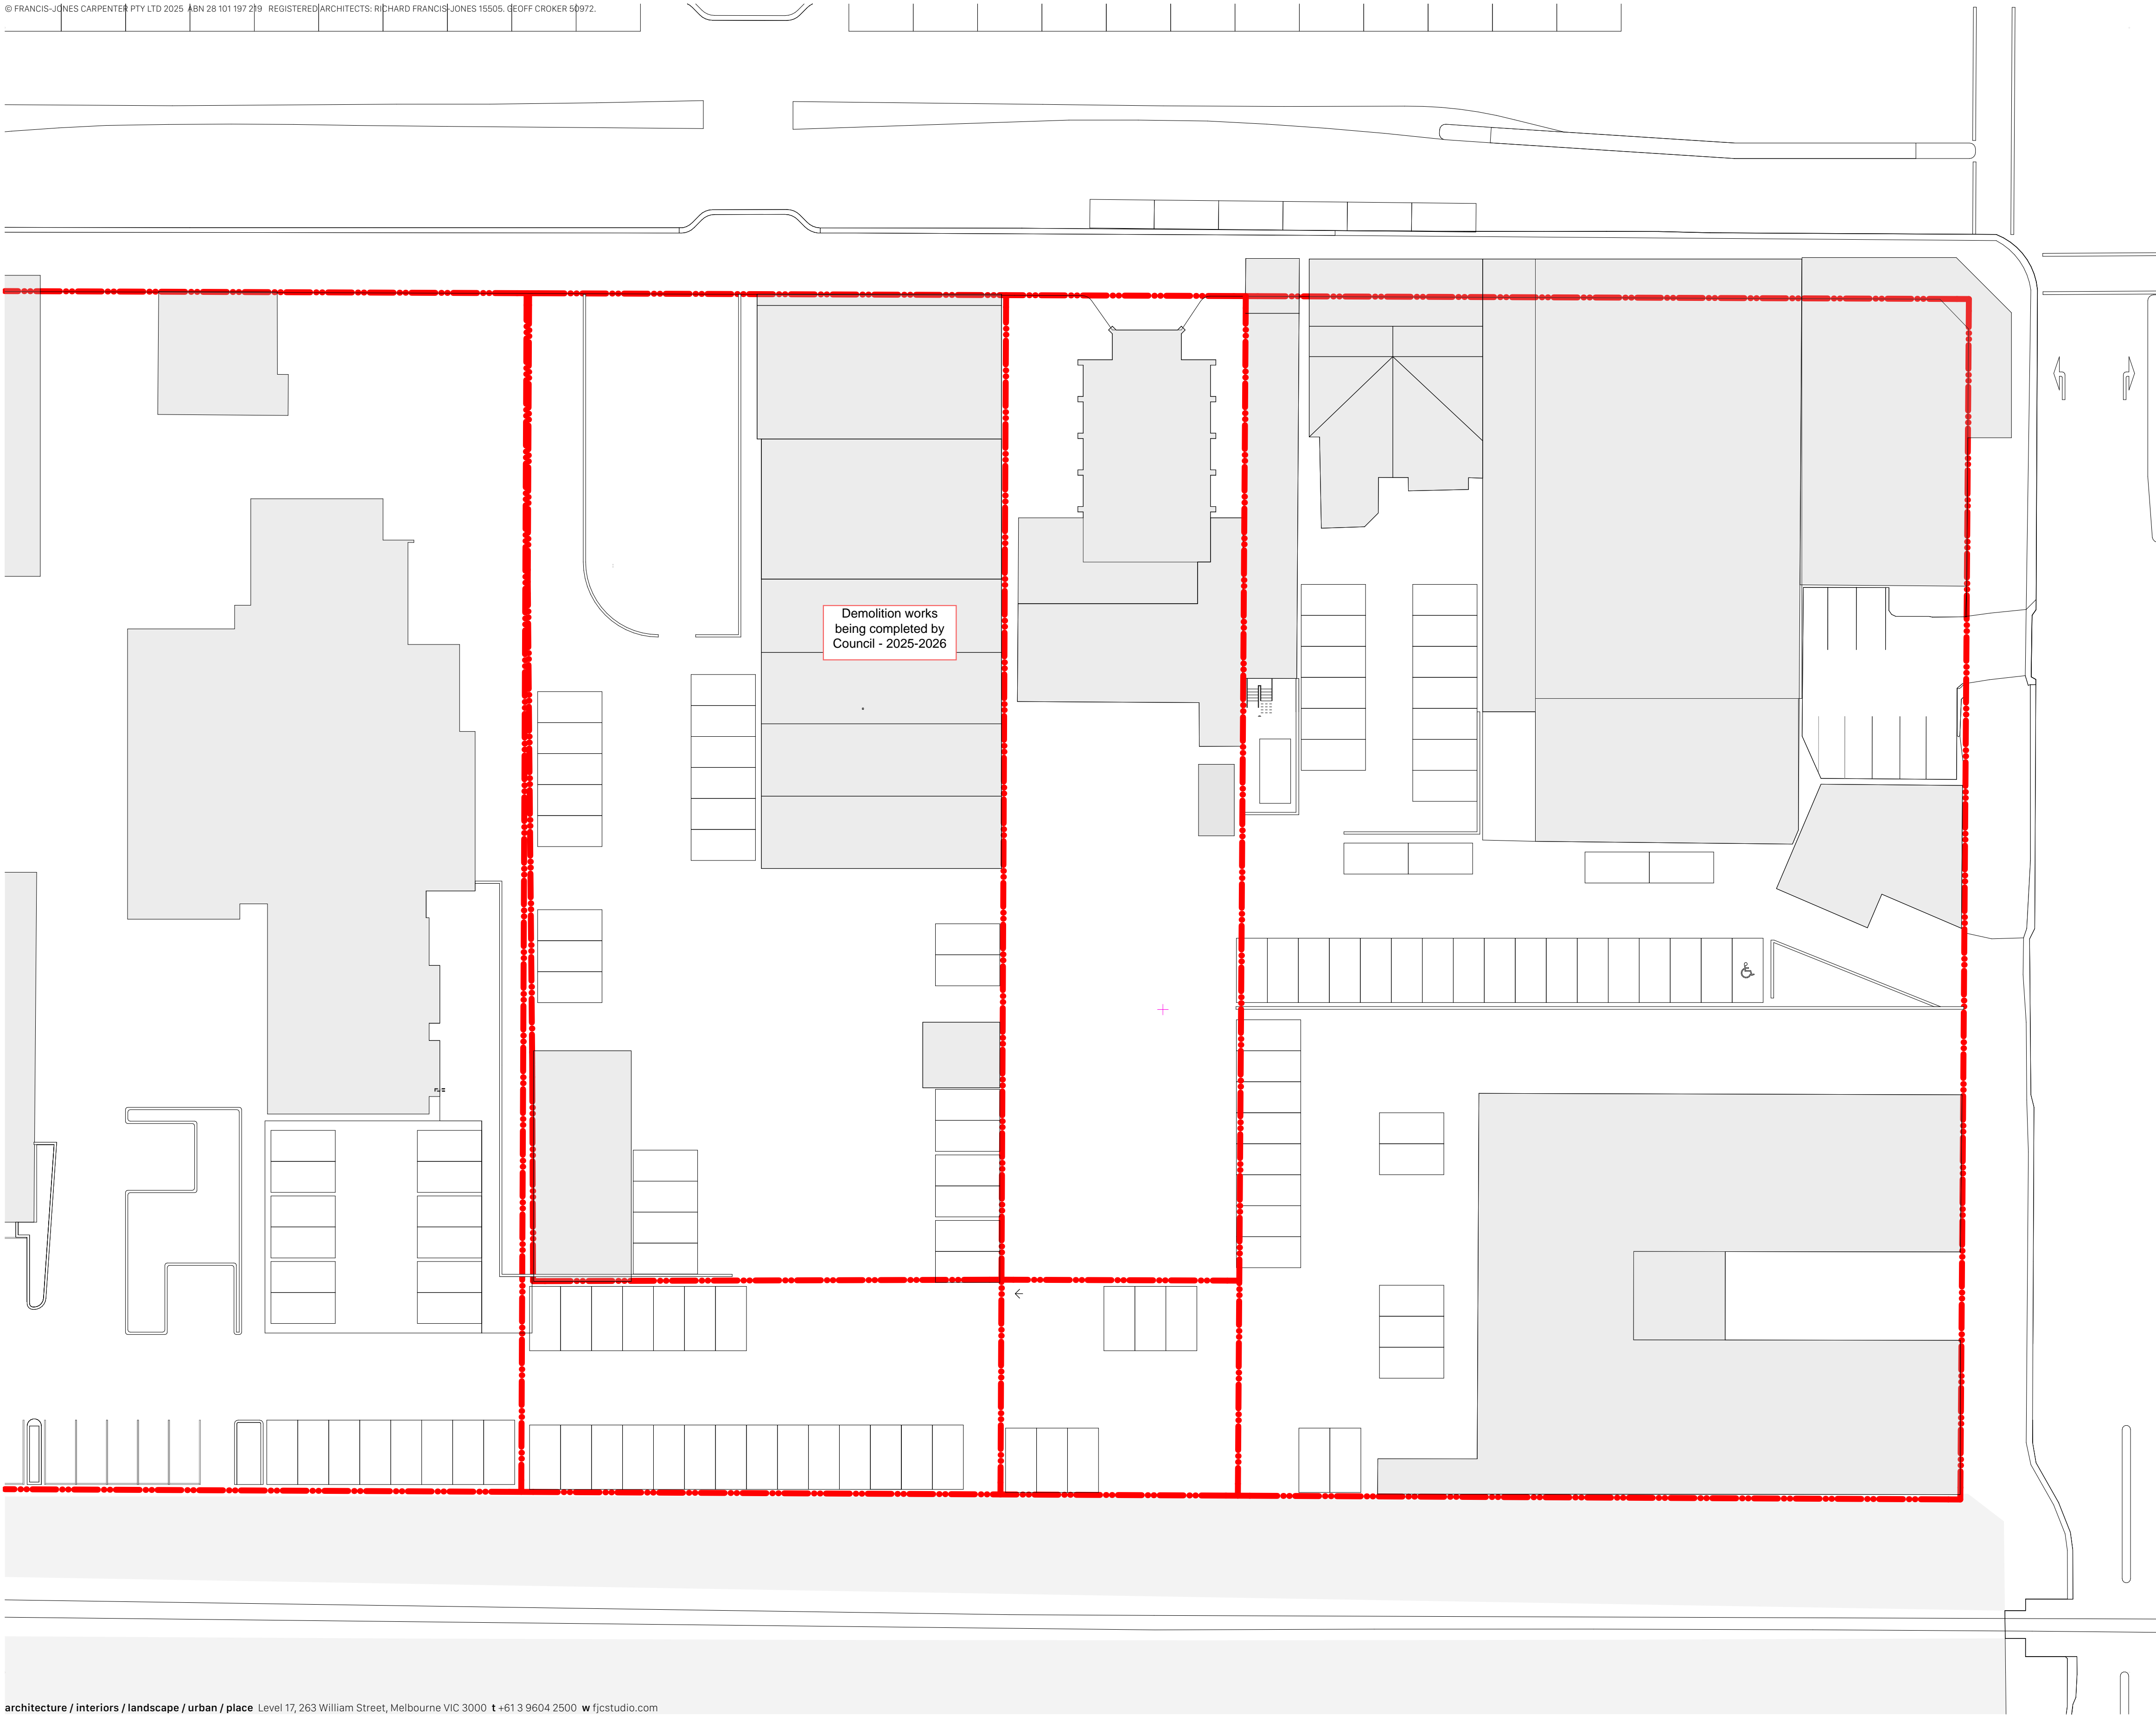 © FRANCIS-JONES CARPENTER PTY LTD 2025 ABN 28 101 197 219 REGISTERED ARCHITECTS: RICHARD FRANCIS-JONES 15505. GEOFF CROKER 50972.
Demolition works
being completed by
Council - 2025-2026
architecture / interiors / landscape / urban / place Level 17, 263 William Street, Melbourne VIC 3000 t +61 3 9604 2500 w fjcstudio.com